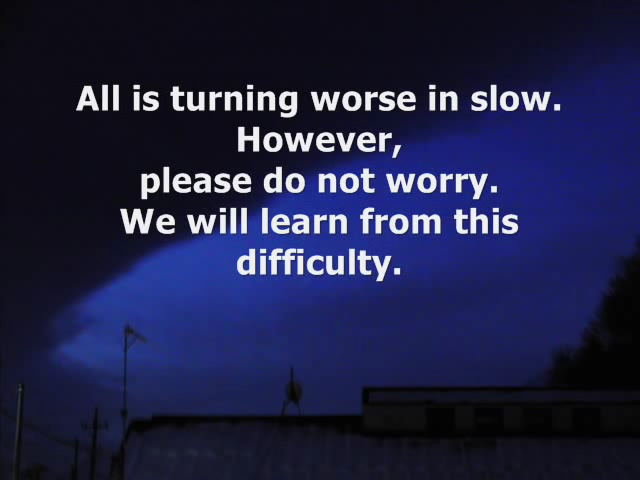 All is turning worse in slow.
However,
please do not worry.
We will learn from this
difficulty.